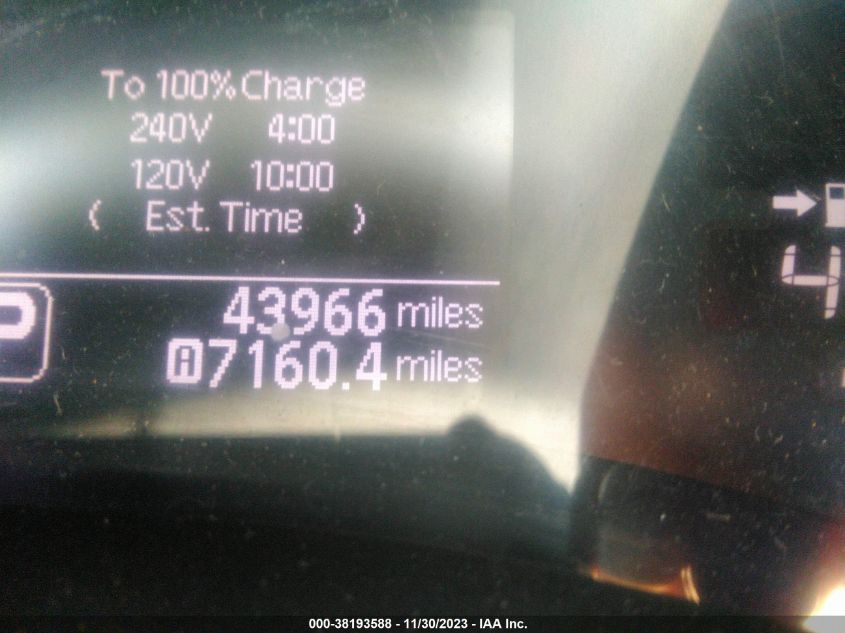 To 100% Charge
240V 4:00
120V 10:00
( Est. Time )
43966 miles
A 7160.4 miles
4
000-38193588 - 11/30/2023 - IAA Inc.